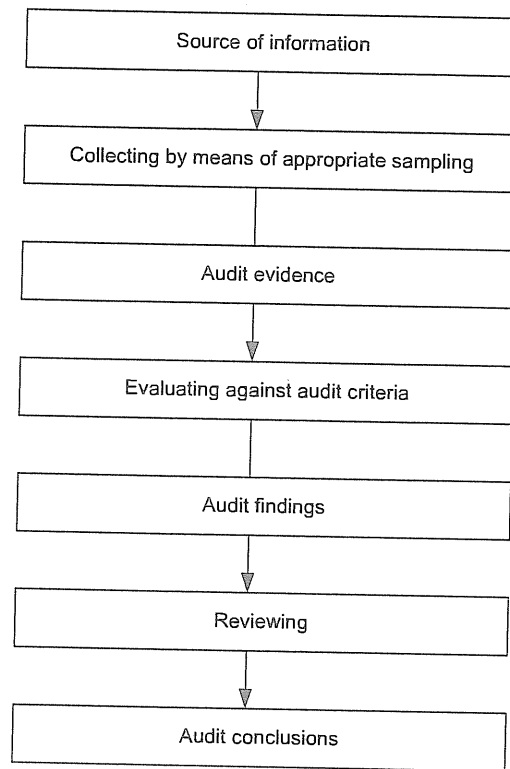 Source of information
Collecting by means of appropriate sampling
Audit evidence
Evaluating against audit criteria
Audit findings
Reviewing
Audit conclusions